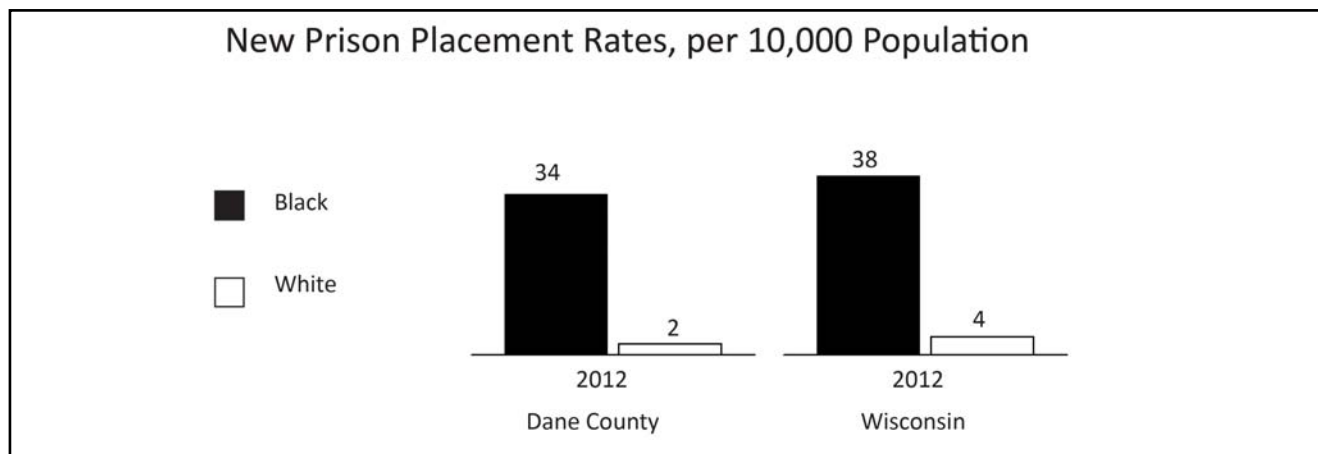 New Prison Placement Rates, per 10,000 Population
Black
White
34
2
2012
Dane County
38
4
2012
Wisconsin